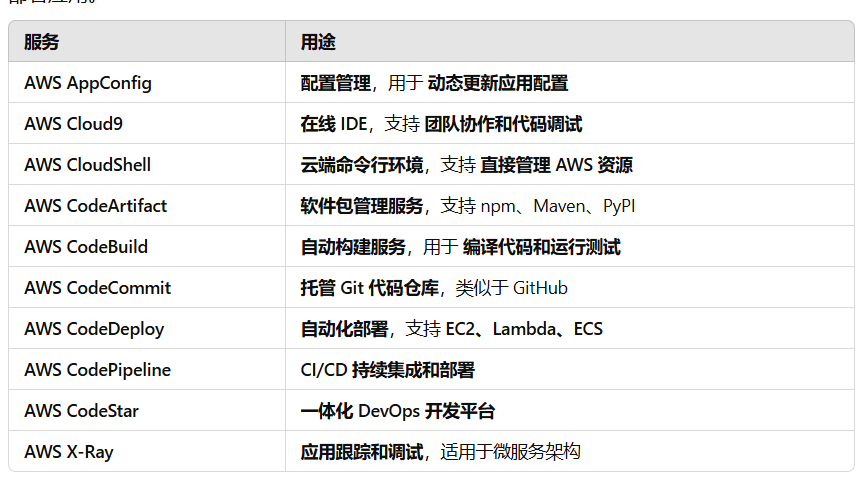 部署应用。
服务 用途
AWS AppConfig 配置管理，用于 动态更新应用配置
AWS Cloud9 在线 IDE，支持 团队协作和代码调试
AWS CloudShell 云端命令行环境，支持 直接管理 AWS 资源
AWS CodeArtifact 软件包管理服务，支持 npm、Maven、PyPI
AWS CodeBuild 自动构建服务，用于 编译代码和运行测试
AWS CodeCommit 托管 Git 代码仓库，类似于 GitHub
AWS CodeDeploy 自动化部署，支持 EC2、Lambda、ECS
AWS CodePipeline CI/CD 持续集成和部署
AWS CodeStar 一体化 DevOps 开发平台
AWS X-Ray 应用跟踪和调试，适用于微服务架构